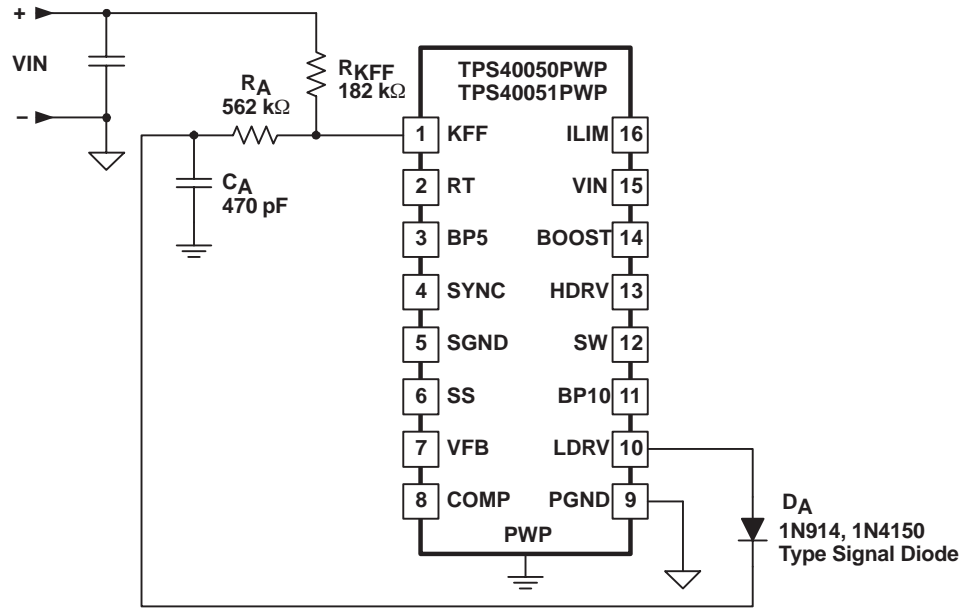 +
VIN
−
RA
562 kΩ
RKFF
182 kΩ
CA
470 pF
TPS40050PWP
TPS40051PWP
1 KFF
ILIM 16
2 RT
VIN 15
3 BP5
BOOST 14
4 SYNC
HDRV 13
5 SGND
SW 12
6 SS
BP10 11
7 VFB
LDRV 10
8 COMP
PGND 9
PWP
DA
1N914, 1N4150
Type Signal Diode